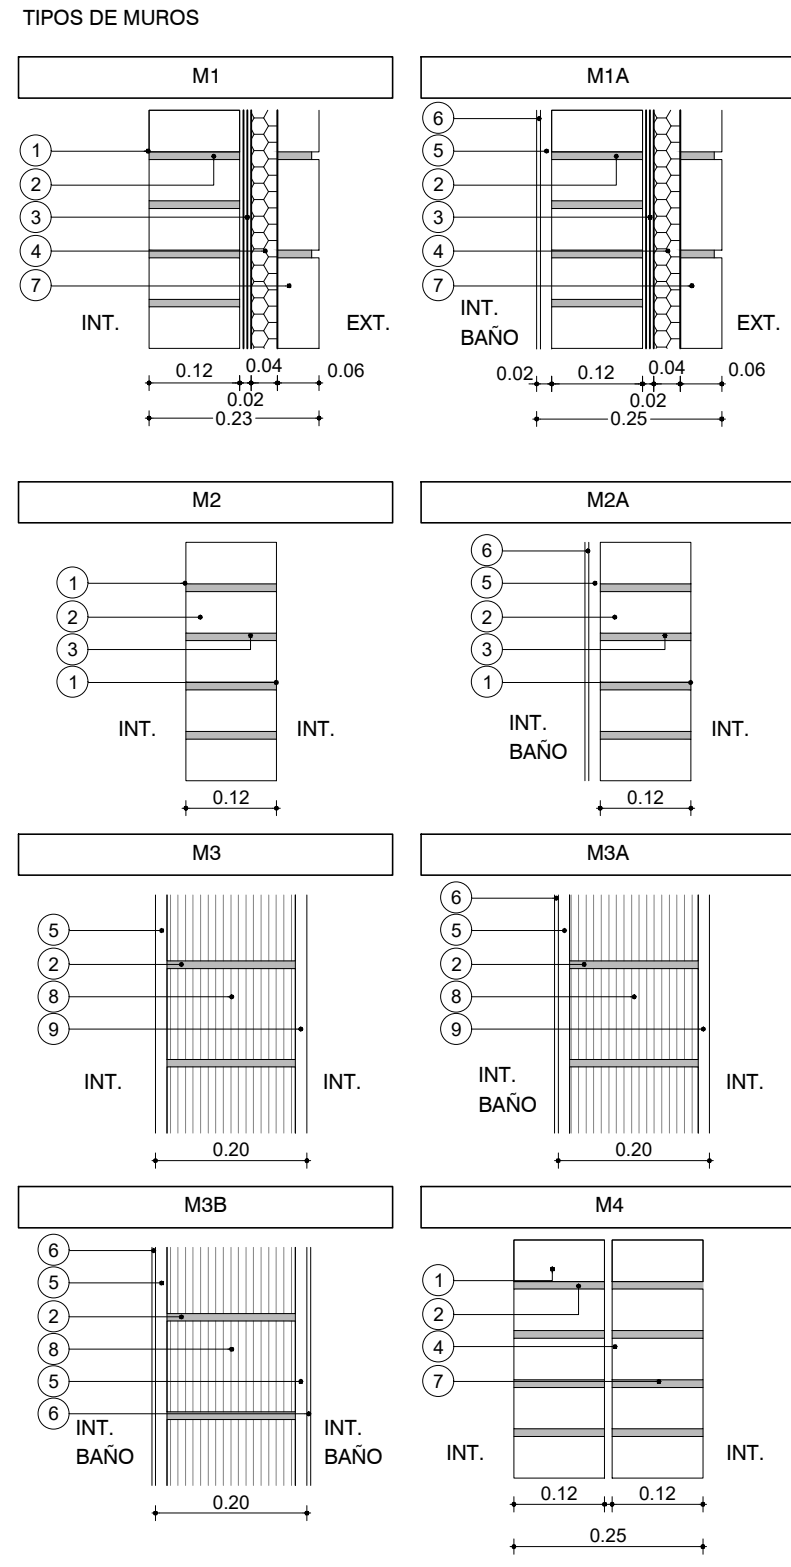 TIPOS DE MUROS
M1
1
2
3
4
7
INT.
EXT.
0.12
0.04
0.06
0.02
0.23
M1A
6
5
2
3
4
7
INT.
BAÑO
EXT.
0.02
0.12
0.04
0.06
0.02
0.25
M2
1
2
3
1
INT.
INT.
0.12
M2A
6
5
2
3
1
INT.
BAÑO
INT.
0.12
M3
5
2
8
9
INT.
INT.
0.20
M3A
6
5
2
8
9
INT.
BAÑO
INT.
0.20
M3B
6
5
2
8
5
6
INT.
BAÑO
INT.
BAÑO
0.20
M4
1
2
4
7
INT.
INT.
0.12
0.12
0.25